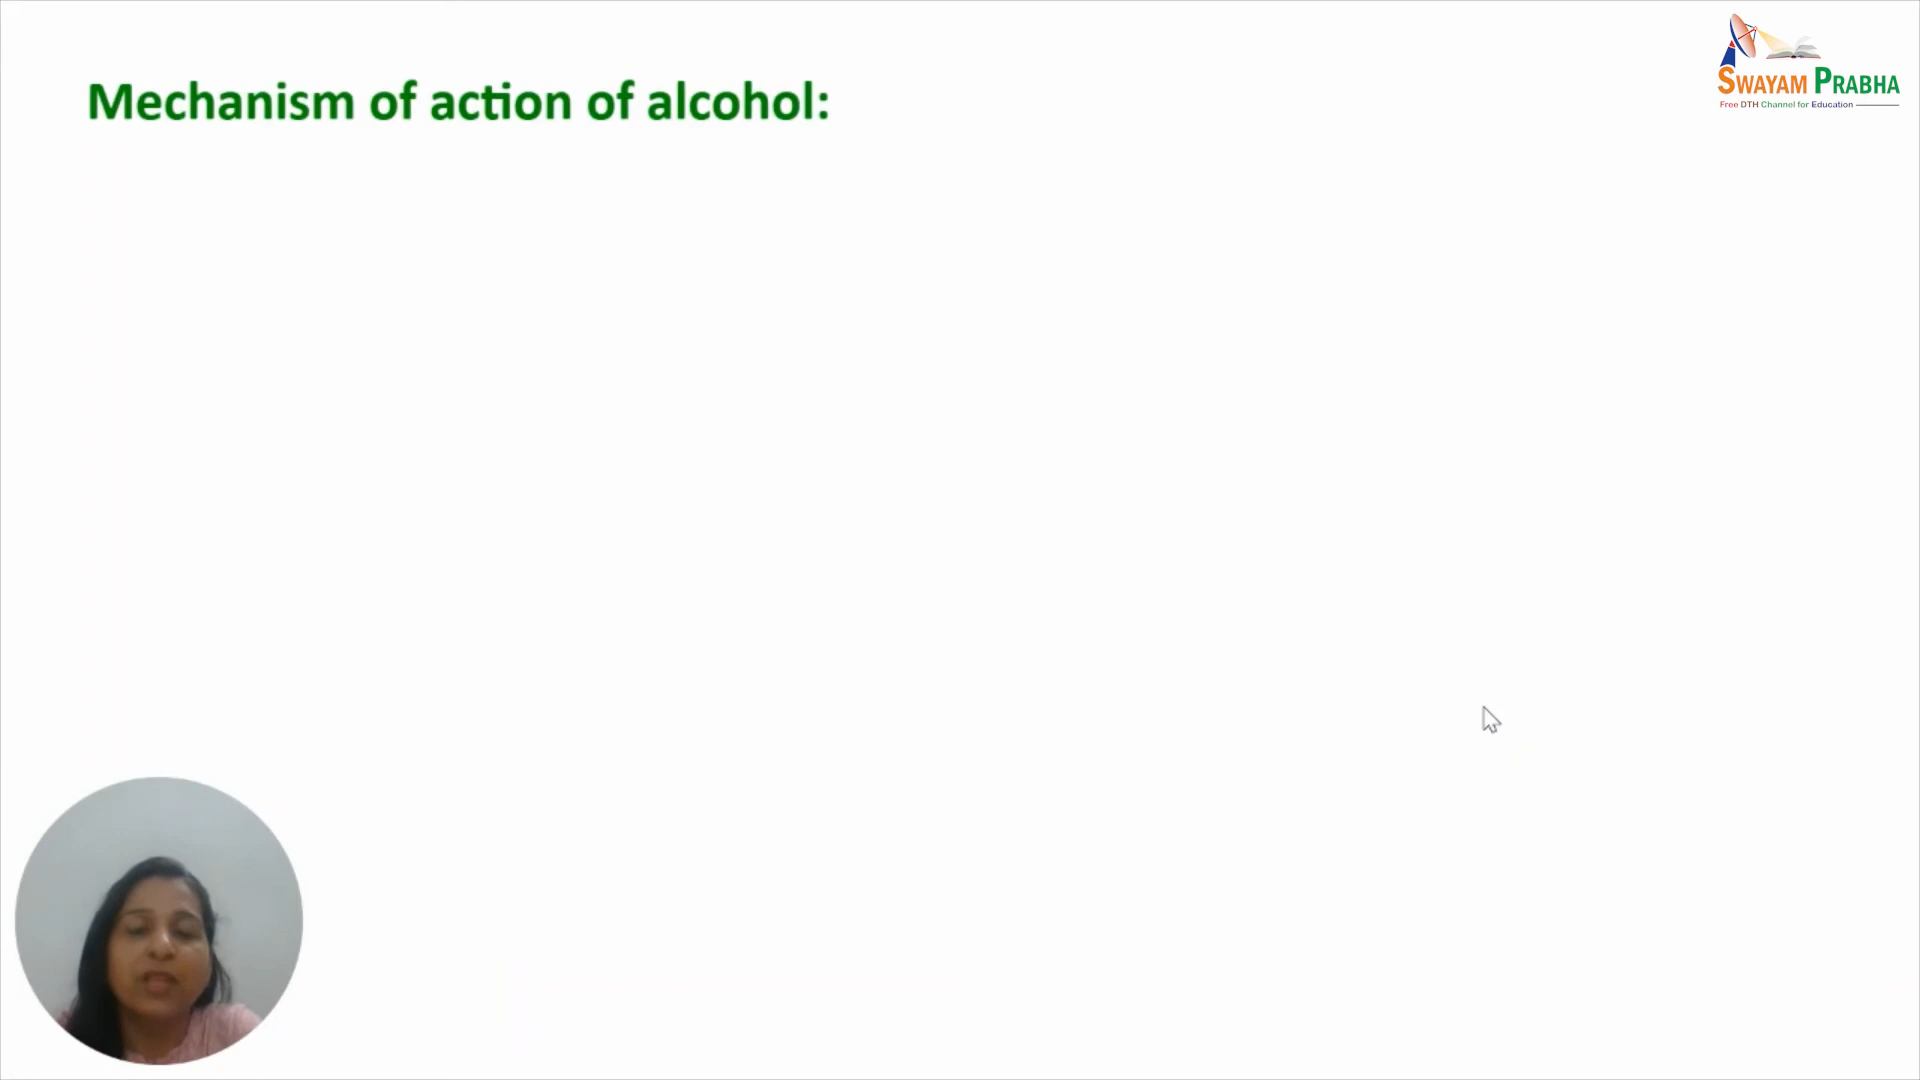 Mechanism of action of alcohol:
SWAYAM PRABHA
Free DTH Channel for Education